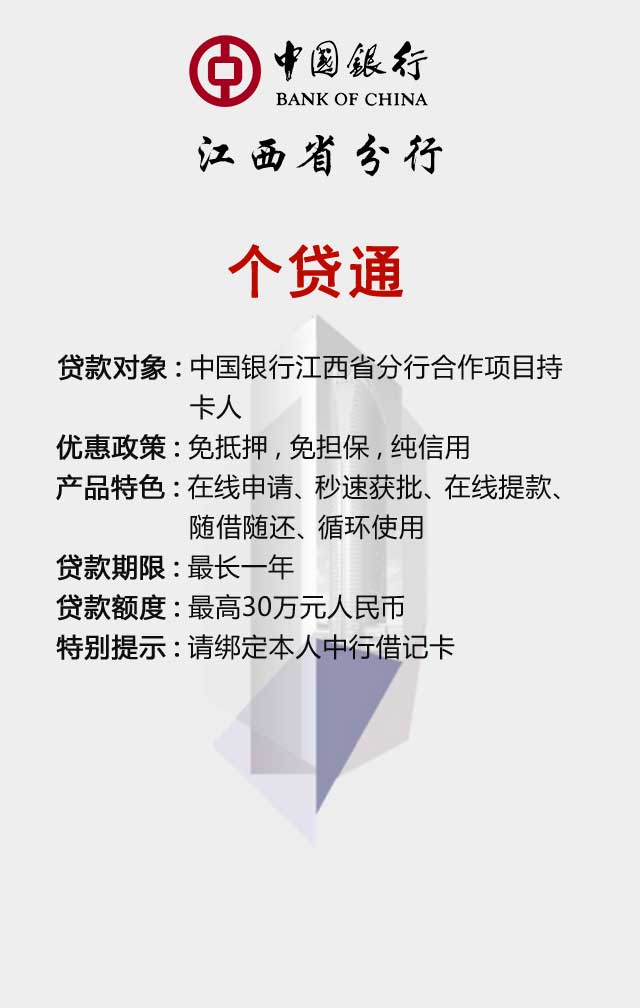 中国银行
BANK OF CHINA
江西省分行
个贷通
贷款对象：中国银行江西省分行合作项目持
卡人
优惠政策：免抵押，免担保，纯信用
产品特色：在线申请、秒速获批、在线提款、
随借随还、循环使用
贷款期限：最长一年
贷款额度：最高30万元人民币
特别提示：请绑定本人中行借记卡